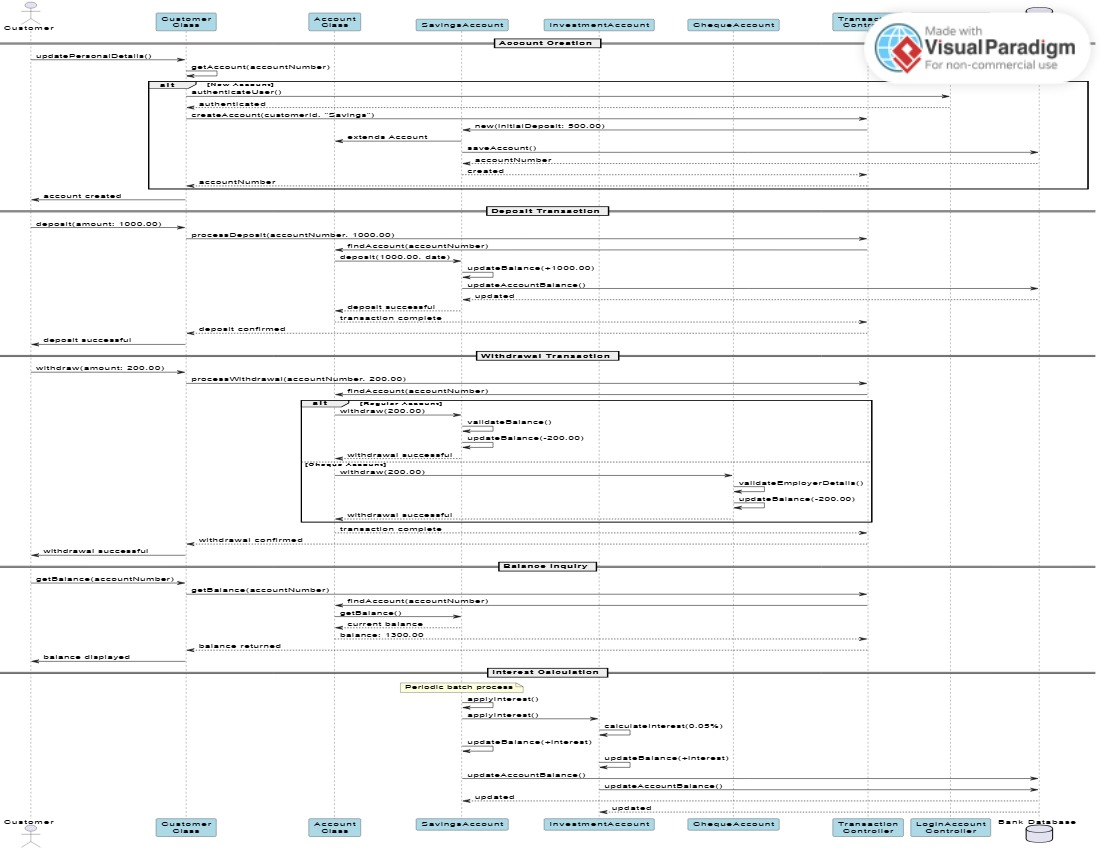 Customer
Customer
Class
Account
Class
SavingsAccount
InvestmentAccount
ChequeAccount
Made with
VisualParadigm
For non-commercial use
Account Creation
updatePersonalDetails()
getAccount(accountNumber)
alt [New Account]
authenticateUser()
authenticated
createAccount(customerId, "Savings")
new(initialDeposit: 500.00)
extends Account
saveAccount()
accountNumber
created
accountNumber
account created
Deposit Transaction
deposit(amount: 1000.00)
processDeposit(accountNumber, 1000.00)
findAccount(accountNumber)
deposit(1000.00, date)
updateBalance(+1000.00)
updateAccountBalance()
updated
deposit successful
transaction complete
deposit confirmed
deposit successful
Withdrawal Transaction
withdraw(amount: 200.00)
processWithdrawal(accountNumber, 200.00)
findAccount(accountNumber)
alt [Regular Account]
withdraw(200.00)
validateBalance()
updateBalance(-200.00)
withdrawal successful
[Cheque Account]
withdraw(200.00)
validateEmployerDetails()
updateBalance(-200.00)
withdrawal successful
transaction complete
withdrawal confirmed
withdrawal successful
Balance Inquiry
getBalance(accountNumber)
getBalance(accountNumber)
findAccount(accountNumber)
getBalance()
current balance
balance: 1300.00
balance returned
balance displayed
Interest Calculation
Periodic batch process
applyInterest()
applyInterest()
calculateInterest(0.05%)
updateBalance(+interest)
updateBalance(+interest)
updateAccountBalance()
updateAccountBalance()
updated
updated
Customer
Customer
Class
Account
Class
SavingsAccount
InvestmentAccount
ChequeAccount
Transaction
Controller
LoginAccount
Controller
Bank Database